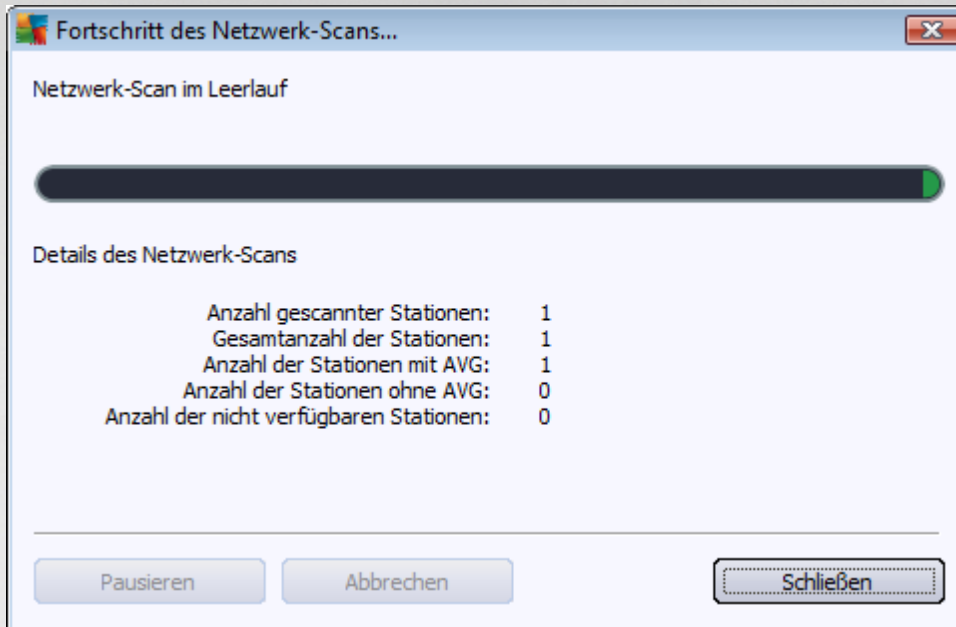 Fortschritt des Netzwerk-Scans...
Netzwerk-Scan im Leerlauf
Details des Netzwerk-Scans
Anzahl gescannter Stationen: 1
Gesamtanzahl der Stationen: 1
Anzahl der Stationen mit AVG: 1
Anzahl der Stationen ohne AVG: 0
Anzahl der nicht verfügbaren Stationen: 0
Pausieren Abbrechen Schließen